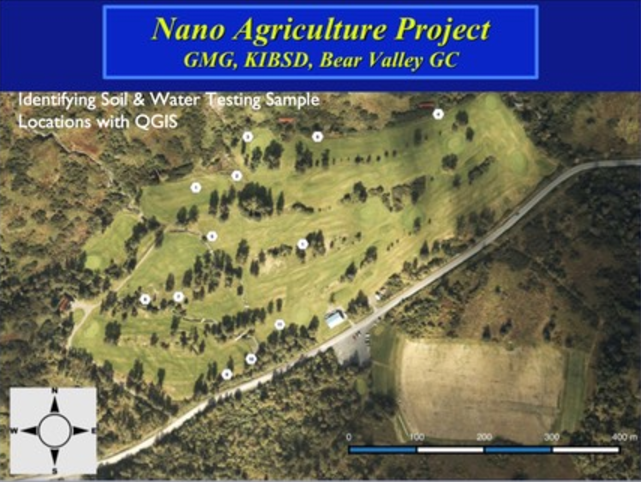 Nano Agriculture Project
GMG, KIBSD, Bear Valley GC
Identifying Soil & Water Testing Sample
Locations with QGIS
N
W E
S
0 100 200 300 400 m